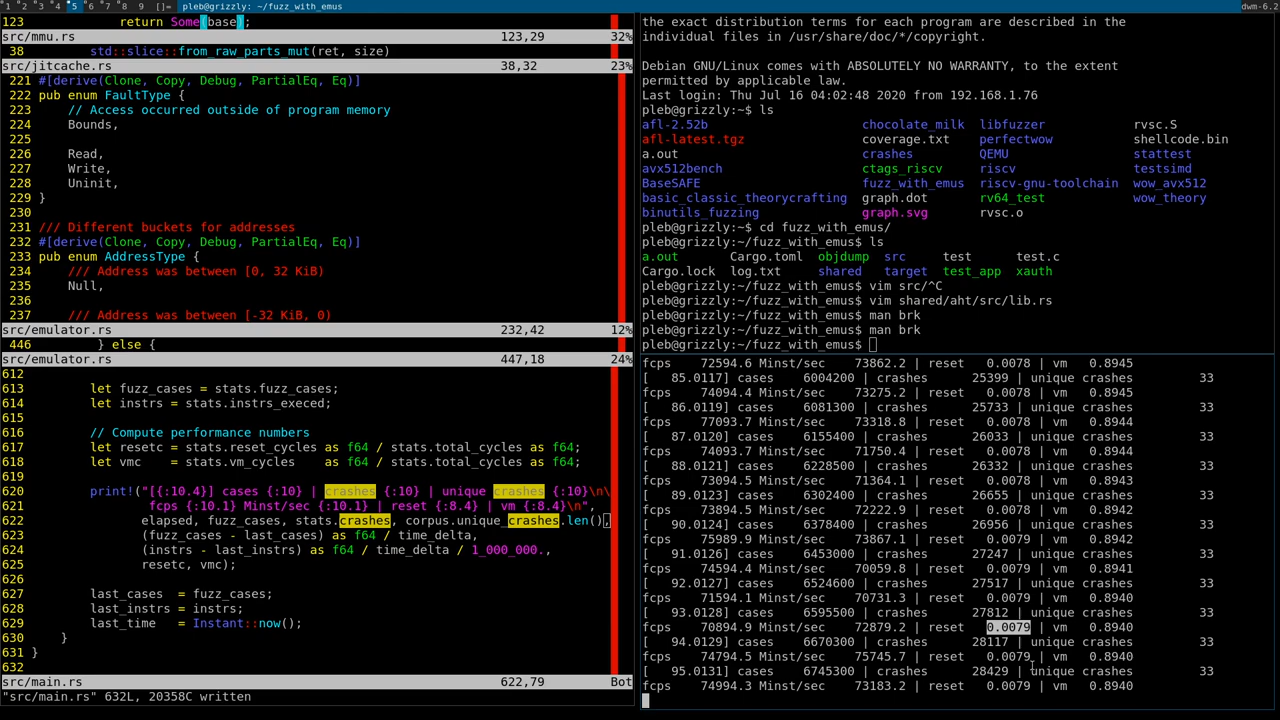 1 2 3 4 5 6 7 8 9 []= pleb@grizzly: ~/fuzz_with_emus dwm-6.2
123 return Some(base);
src/mmu.rs 123,29 32%
38 std::slice::from_raw_parts_mut(ret, size)
src/jitcache.rs 38,32 23%
221 #[derive(Clone, Copy, Debug, PartialEq, Eq)]
222 pub enum FaultType {
223 // Access occurred outside of program memory
224 Bounds,
225
226 Read,
227 Write,
228 Uninit,
229 }
230
231 /// Different buckets for addresses
232 #[derive(Clone, Copy, Debug, PartialEq, Eq)]
233 pub enum AddressType {
234 /// Address was between [0, 32 KiB)
235 Null,
236
237 /// Address was between [-32 KiB, 0)
src/emulator.rs 232,42 12%
446 } else {
src/emulator.rs 447,18 24%
612
613 let fuzz_cases = stats.fuzz_cases;
614 let instrs = stats.instrs_execed;
615
616 // Compute performance numbers
617 let resetc = stats.reset_cycles as f64 / stats.total_cycles as f64;
618 let vmc = stats.vm_cycles as f64 / stats.total_cycles as f64;
619
620 print!("[{:10.4}] cases {:10} | crashes {:10} | unique crashes {:10}\n\
621 fcps {:10.1} Minst/sec {:10.1} | reset {:8.4} | vm {:8.4}\n",
622 elapsed, fuzz_cases, stats.crashes, corpus.unique_crashes.len(),
623 (fuzz_cases - last_cases) as f64 / time_delta,
624 (instrs - last_instrs) as f64 / time_delta / 1_000_000.,
625 resetc, vmc);
626
627 last_cases = fuzz_cases;
628 last_instrs = instrs;
629 last_time = Instant::now();
630 }
631 }
632
src/main.rs 622,79 Bot
"src/main.rs" 632L, 20358C written
the exact distribution terms for each program are described in the
individual files in /usr/share/doc/*/copyright.
Debian GNU/Linux comes with ABSOLUTELY NO WARRANTY, to the extent
permitted by applicable law.
Last login: Thu Jul 16 04:02:48 2020 from 192.168.1.76
pleb@grizzly:~$ ls
afl-2.52b chocolate_milk libfuzzer rvsc.S
afl-latest.tgz coverage.txt perfectwow shellcode.bin
a.out crashes QEMU stattest
avx512bench ctags_riscv riscv testsimd
BaseSAFE fuzz_with_emus riscv-gnu-toolchain wow_avx512
basic_classic_theorycrafting graph.dot rv64_test wow_theory
binutils_fuzzing graph.svg rvsc.o
pleb@grizzly:~$ cd fuzz_with_emus/
pleb@grizzly:~/fuzz_with_emus$ ls
a.out Cargo.toml objdump src test test.c
Cargo.lock log.txt shared target test_app xauth
pleb@grizzly:~/fuzz_with_emus$ vim src/^C
pleb@grizzly:~/fuzz_with_emus$ vim shared/aht/src/lib.rs
pleb@grizzly:~/fuzz_with_emus$ man brk
pleb@grizzly:~/fuzz_with_emus$ man brk
pleb@grizzly:~/fuzz_with_emus$
fcps 72594.6 Minst/sec 73862.2 | reset 0.0078 | vm 0.8945
[ 85.0117] cases 6004200 | crashes 25399 | unique crashes 33
fcps 74094.4 Minst/sec 73275.2 | reset 0.0078 | vm 0.8945
[ 86.0119] cases 6081300 | crashes 25733 | unique crashes 33
fcps 77093.7 Minst/sec 73318.8 | reset 0.0078 | vm 0.8944
[ 87.0120] cases 6155400 | crashes 26033 | unique crashes 33
fcps 74093.7 Minst/sec 71750.4 | reset 0.0078 | vm 0.8944
[ 88.0121] cases 6228500 | crashes 26332 | unique crashes 33
fcps 73094.5 Minst/sec 71364.1 | reset 0.0078 | vm 0.8943
[ 89.0123] cases 6302400 | crashes 26655 | unique crashes 33
fcps 73894.5 Minst/sec 72222.9 | reset 0.0078 | vm 0.8942
[ 90.0124] cases 6378400 | crashes 26956 | unique crashes 33
fcps 75989.9 Minst/sec 73867.1 | reset 0.0078 | vm 0.8942
[ 91.0126] cases 6453000 | crashes 27247 | unique crashes 33
fcps 74594.4 Minst/sec 70059.8 | reset 0.0078 | vm 0.8941
[ 92.0127] cases 6524600 | crashes 27517 | unique crashes 33
fcps 71594.1 Minst/sec 70731.3 | reset 0.0079 | vm 0.8940
[ 93.0128] cases 6595500 | crashes 27812 | unique crashes 33
fcps 70894.9 Minst/sec 72879.2 | reset 0.0079 | vm 0.8940
[ 94.0129] cases 6670300 | crashes 28117 | unique crashes 33
fcps 74794.5 Minst/sec 75745.7 | reset 0.0079 | vm 0.8940
[ 95.0131] cases 6745300 | crashes 28429 | unique crashes 33
fcps 74994.3 Minst/sec 73183.2 | reset 0.0079 | vm 0.8940